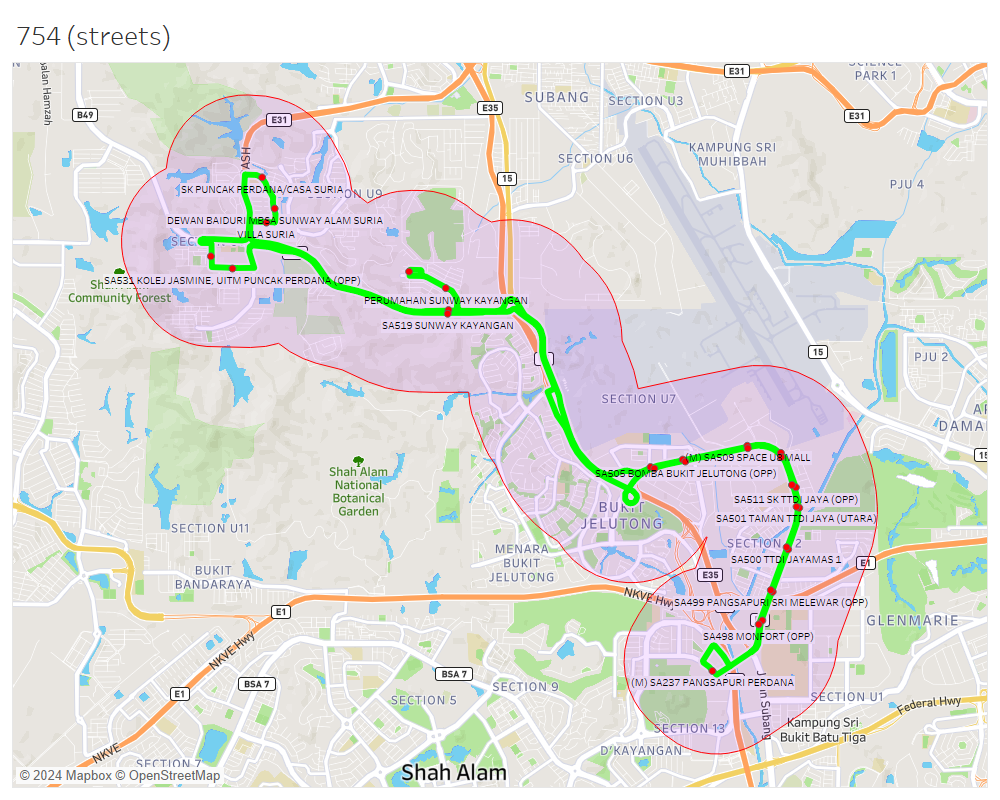 754 (streets)
E31
SCIENCE
PARK 1
Jalan Hamzah
B49
E31
E35
SUBANG
SECTION U3
E31
KAMPUNG SRI
MUHIBBAH
SECTION U6
15
PJU 4
SK PUNCAK PERDANA/CASA SURIA
DEWAN BAIDURI MBSA SUNWAY ALAM SURIA
VILLA SURIA
SA531 KOLEJ JASMINE, UITM PUNCAK PERDANA (OPP)
Community Forest
PERUMAHAN SUNWAY KAYANGAN
SA519 SUNWAY KAYANGAN
15
PJU 2
SECTION U7
DAMA
15
(M) SA509 SPACE U8 MALL
SA505 BOMBA BUKIT JELUTONG (OPP)
Shah Alam
National
Botanical
Garden
SA511 SK TTDI JAYA (OPP)
BUKIT
JELUTONG
SA501 TAMAN TTDI JAYA (UTARA)
SECTION U11
MENARA
BUKIT
JELUTONG
SA500 TTDI JAYAMAS 1
E1
BUKIT
BANDARAYA
E35
NKVE Hwy
SA499 PANGSAPURI SRI MELEWAR (OPP)
E1
GLENMARIE
SA498 MONFORT (OPP)
NKVE Hwy
BSA 7
BSA 7
(M) SA237 PANGSAPURI PERDANA
SECTION 9
E1
SECTION 5
SECTION U1
Federal Hwy
SECTION 13
Kampung Sri
Bukit Batu Tiga
D'KAYANGAN
NKVE
SECTION 7
Shah Alam
© 2024 Mapbox © OpenStreetMap